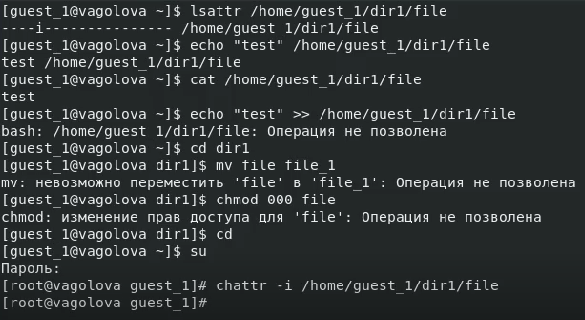 [guest_1@vagolova ~]$ lsattr /home/guest_1/dir1/file
----i--------------- /home/guest_1/dir1/file
[guest_1@vagolova ~]$ echo "test" /home/guest_1/dir1/file
test /home/guest_1/dir1/file
[guest_1@vagolova ~]$ cat /home/guest_1/dir1/file
test
[guest_1@vagolova ~]$ echo "test" >> /home/guest_1/dir1/file
bash: /home/guest_1/dir1/file: Операция не позволена
[guest_1@vagolova ~]$ cd dir1
[guest_1@vagolova dir1]$ mv file file_1
mv: невозможно переместить 'file' в 'file_1': Операция не позволена
[guest_1@vagolova dir1]$ chmod 000 file
chmod: изменение прав доступа для 'file': Операция не позволена
[guest_1@vagolova dir1]$ cd
[guest_1@vagolova ~]$ su
Пароль:
[root@vagolova guest_1]# chattr -i /home/guest_1/dir1/file
[root@vagolova guest_1]#